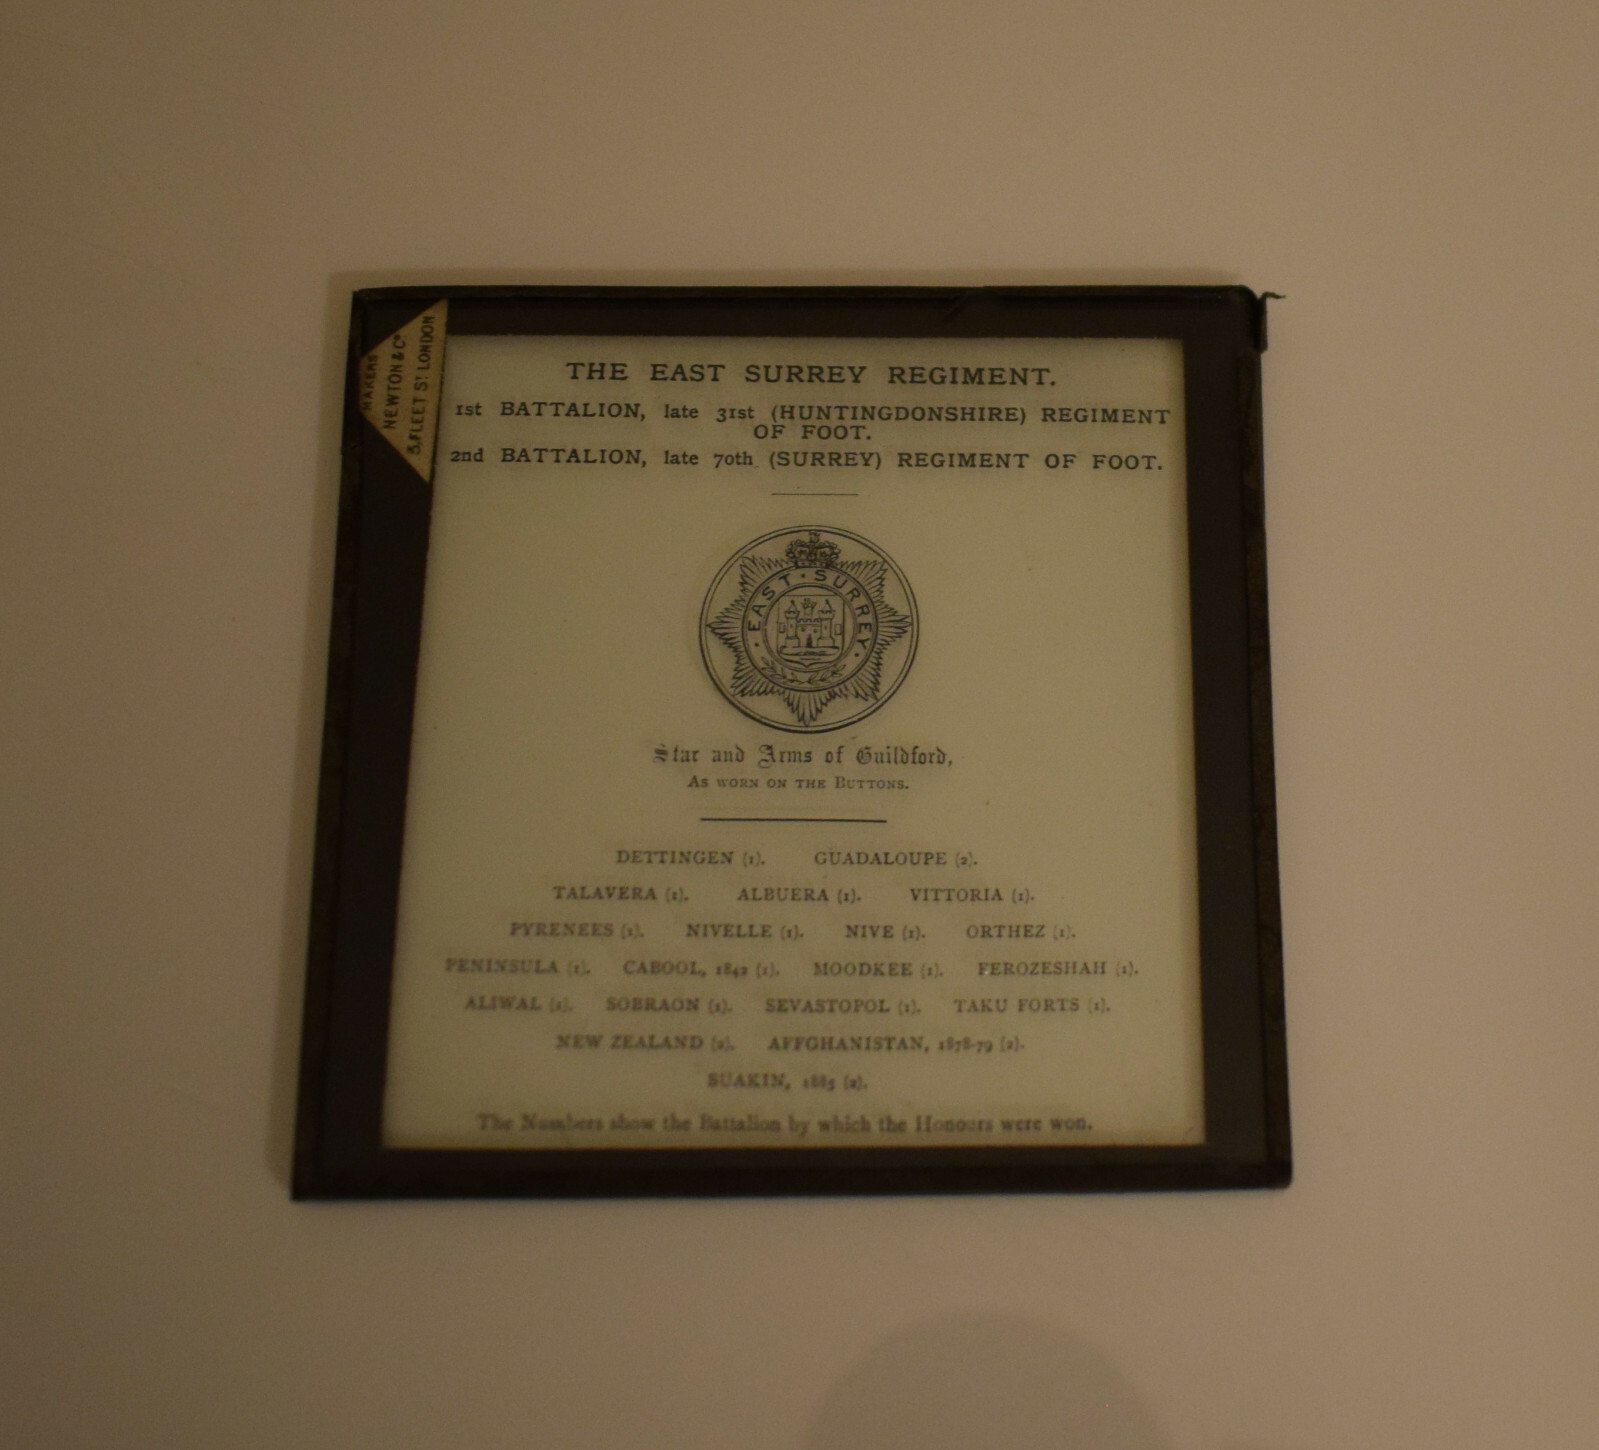 MAKERS
NEWTON & Co
3, FLEET ST LONDON
THE EAST SURREY REGIMENT.
1st BATTALION, late 31st (HUNTINGDONSHIRE) REGIMENT
OF FOOT.
2nd BATTALION, late 70th (SURREY) REGIMENT OF FOOT.
· EAST · SURREY ·
Star and Arms of Guildford,
AS WORN ON THE BUTTONS.
DETTINGEN (1). GUADALOUPE (2).
TALAVERA (1). ALBUERA (1). VITTORIA (1).
PYRENEES (1). NIVELLE (1). NIVE (1). ORTHEZ (1).
PENINSULA (1). CABOOL, 1842 (1). MOODKEE (1). FEROZESHAH (1).
ALIWAL (1). SOBRAON (1). SEVASTOPOL (1). TAKU FORTS (1).
NEW ZEALAND (2). AFFGHANISTAN, 1878-79 (2).
SUAKIN, 1885 (2).
The Numbers show the Battalion by which the Honours were won.